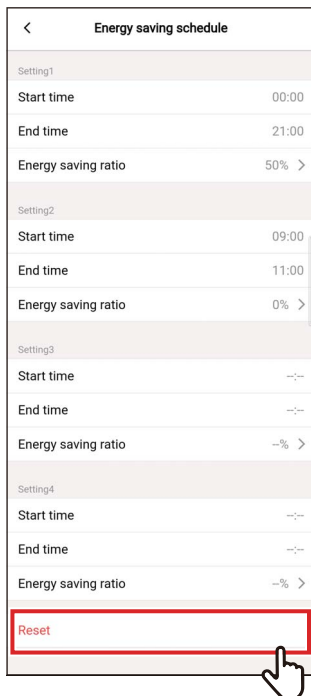 Energy saving schedule
Setting1
Start time 00:00
End time 21:00
Energy saving ratio 50% >
Setting2
Start time 09:00
End time 11:00
Energy saving ratio 0% >
Setting3
Start time --:--
End time --:--
Energy saving ratio --% >
Setting4
Start time --:--
End time --:--
Energy saving ratio --% >
Reset